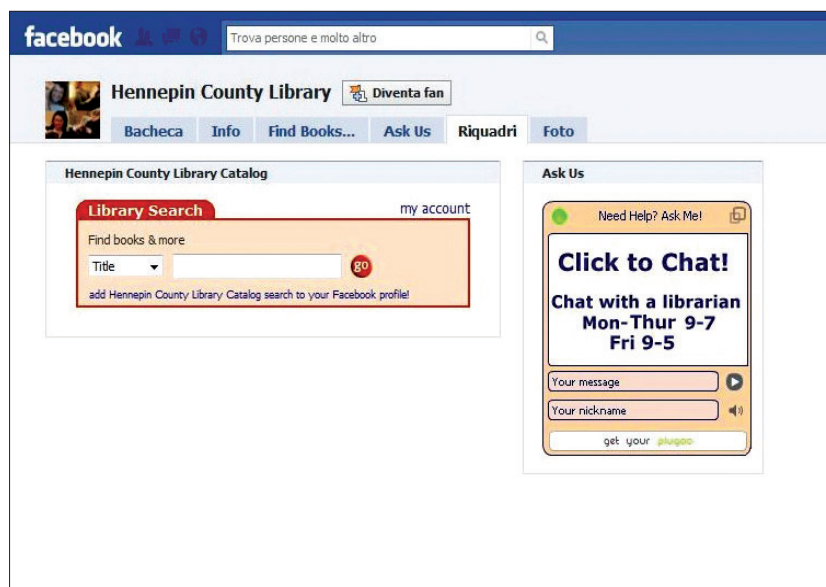 facebook
Trova persone e molto altro
Hennepin County Library
Diventa fan
Bacheca Info Find Books... Ask Us Riquadri Foto
Hennepin County Library Catalog
Library Search
my account
Find books & more
Title
go
add Hennepin County Library Catalog search to your Facebook profile!
Ask Us
Need Help? Ask Me!
Click to Chat!
Chat with a librarian
Mon-Thur 9-7
Fri 9-5
Your message
Your nickname
get your plugoo